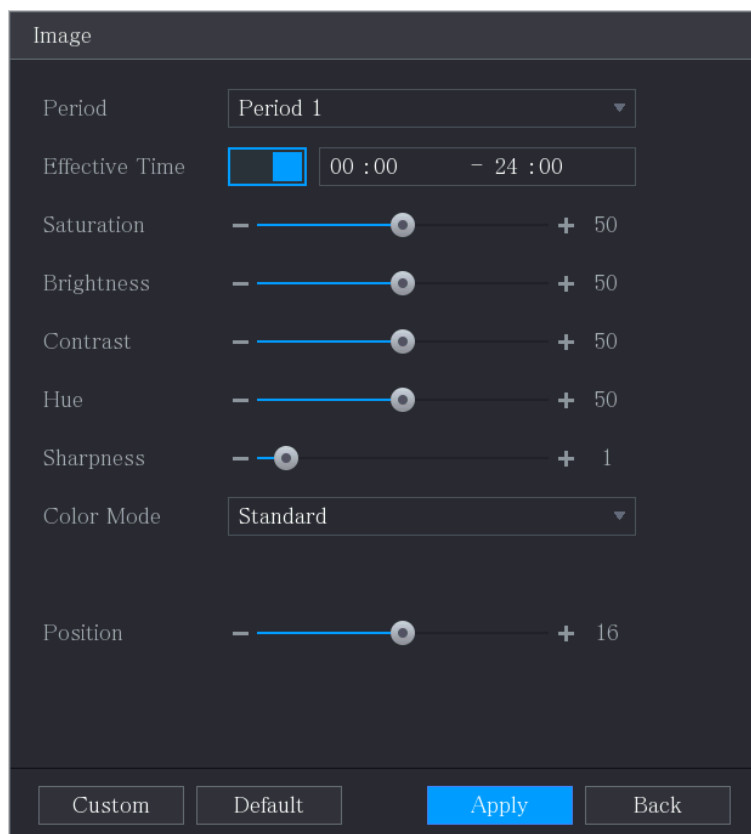 Image
Period Period 1
Effective Time 00 :00 - 24 :00
Saturation 50
Brightness 50
Contrast 50
Hue 50
Sharpness 1
Color Mode Standard
Position 16
Custom Default Apply Back